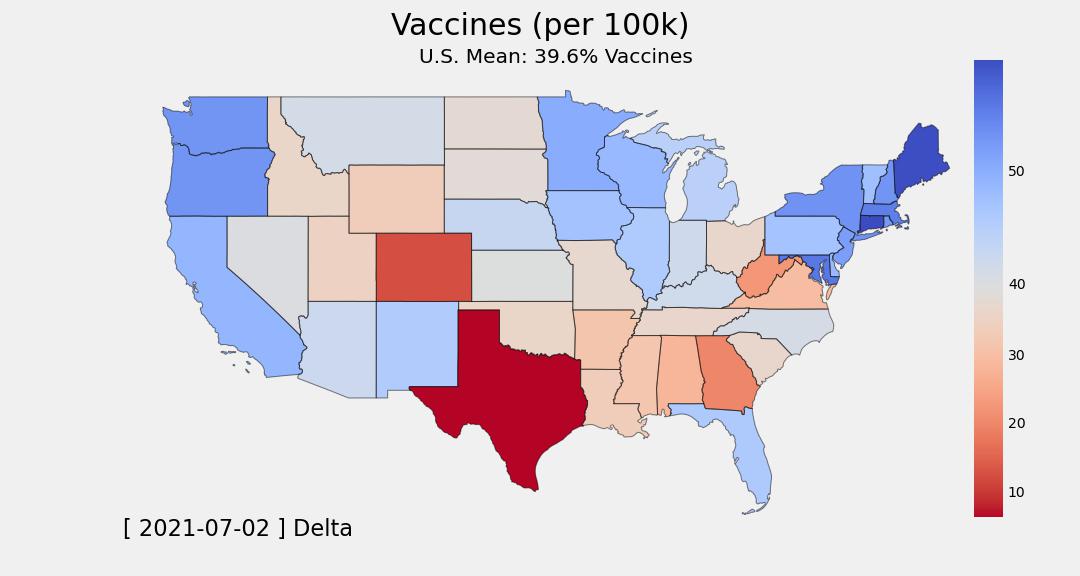 Vaccines (per 100k)
U.S. Mean: 39.6% Vaccines
50
40
30
20
10
[ 2021-07-02 ] Delta